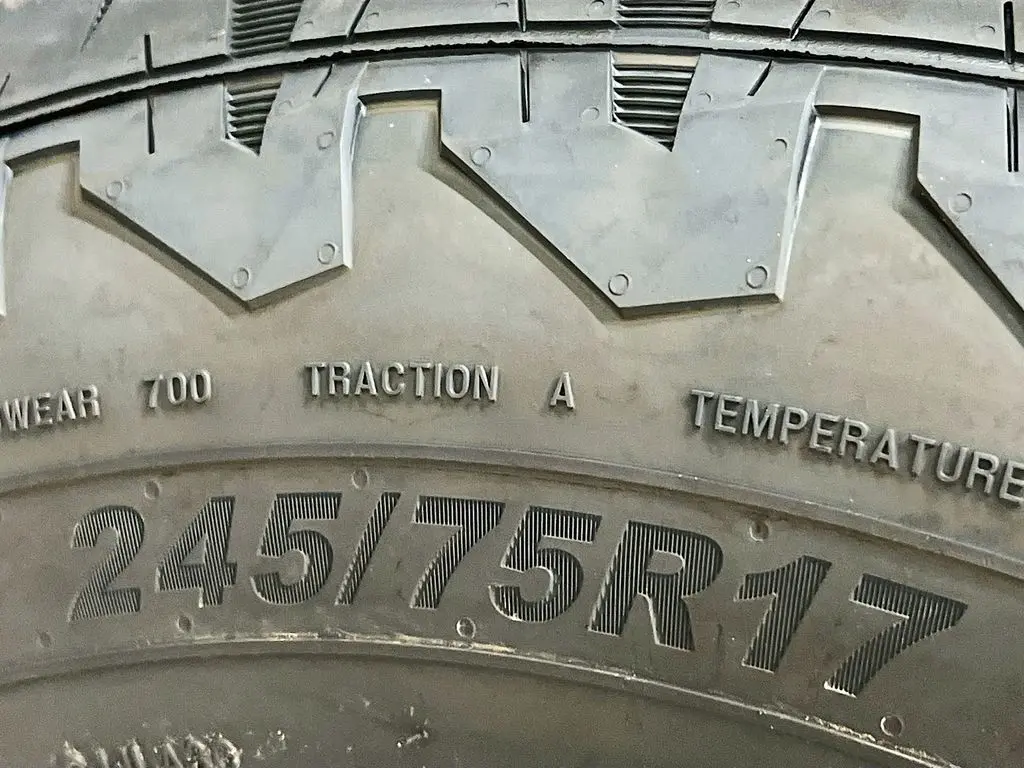 WEAR 700 TRACTION A TEMPERATURE
245/75R17